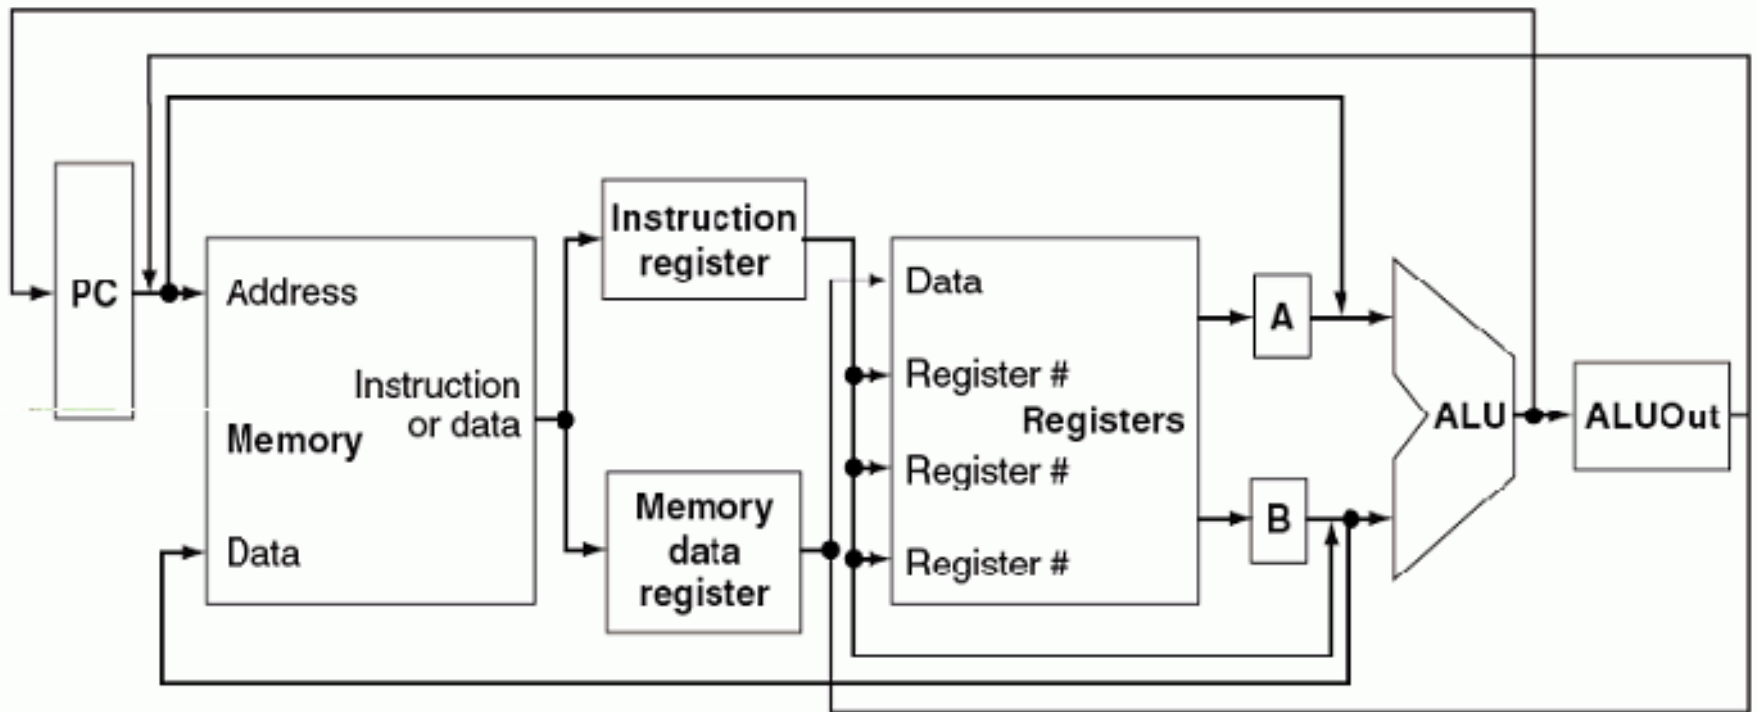 PC
Address
Instruction
or data
Memory
Data
Instruction
register
Memory
data
register
Data
Register #
Registers
Register #
Register #
A
B
ALU
ALUOut